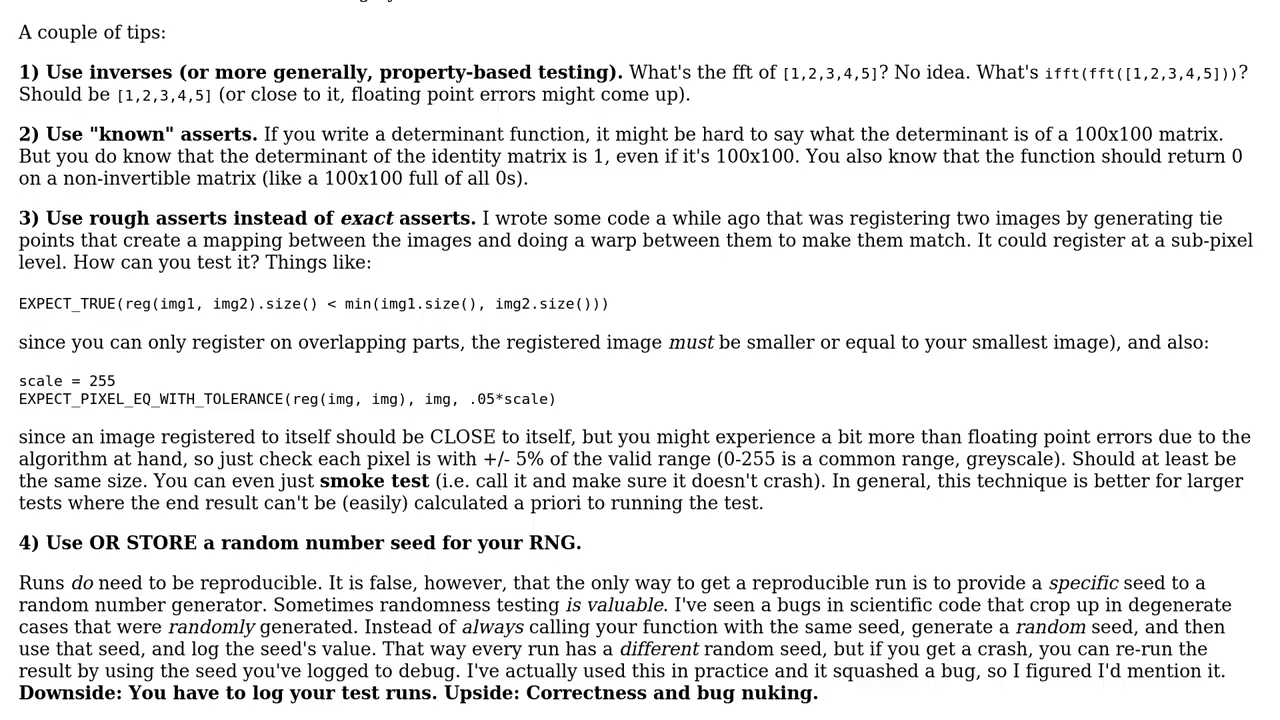 A couple of tips:
1) Use inverses (or more generally, property-based testing). What's the fft of [1,2,3,4,5]? No idea. What's ifft(fft([1,2,3,4,5]))?
Should be [1,2,3,4,5] (or close to it, floating point errors might come up).
2) Use "known" asserts. If you write a determinant function, it might be hard to say what the determinant is of a 100x100 matrix.
But you do know that the determinant of the identity matrix is 1, even if it's 100x100. You also know that the function should return 0
on a non-invertible matrix (like a 100x100 full of all 0s).
3) Use rough asserts instead of exact asserts. I wrote some code a while ago that was registering two images by generating tie
points that create a mapping between the images and doing a warp between them to make them match. It could register at a sub-pixel
level. How can you test it? Things like:
EXPECT_TRUE(reg(img1, img2).size() < min(img1.size(), img2.size()))
since you can only register on overlapping parts, the registered image must be smaller or equal to your smallest image), and also:
scale = 255
EXPECT_PIXEL_EQ_WITH_TOLERANCE(reg(img, img), img, .05*scale)
since an image registered to itself should be CLOSE to itself, but you might experience a bit more than floating point errors due to the
algorithm at hand, so just check each pixel is with +/- 5% of the valid range (0-255 is a common range, greyscale). Should at least be
the same size. You can even just smoke test (i.e. call it and make sure it doesn't crash). In general, this technique is better for larger
tests where the end result can't be (easily) calculated a priori to running the test.
4) Use OR STORE a random number seed for your RNG.
Runs do need to be reproducible. It is false, however, that the only way to get a reproducible run is to provide a specific seed to a
random number generator. Sometimes randomness testing is valuable. I've seen a bugs in scientific code that crop up in degenerate
cases that were randomly generated. Instead of always calling your function with the same seed, generate a random seed, and then
use that seed, and log the seed's value. That way every run has a different random seed, but if you get a crash, you can re-run the
result by using the seed you've logged to debug. I've actually used this in practice and it squashed a bug, so I figured I'd mention it.
Downside: You have to log your test runs. Upside: Correctness and bug nuking.